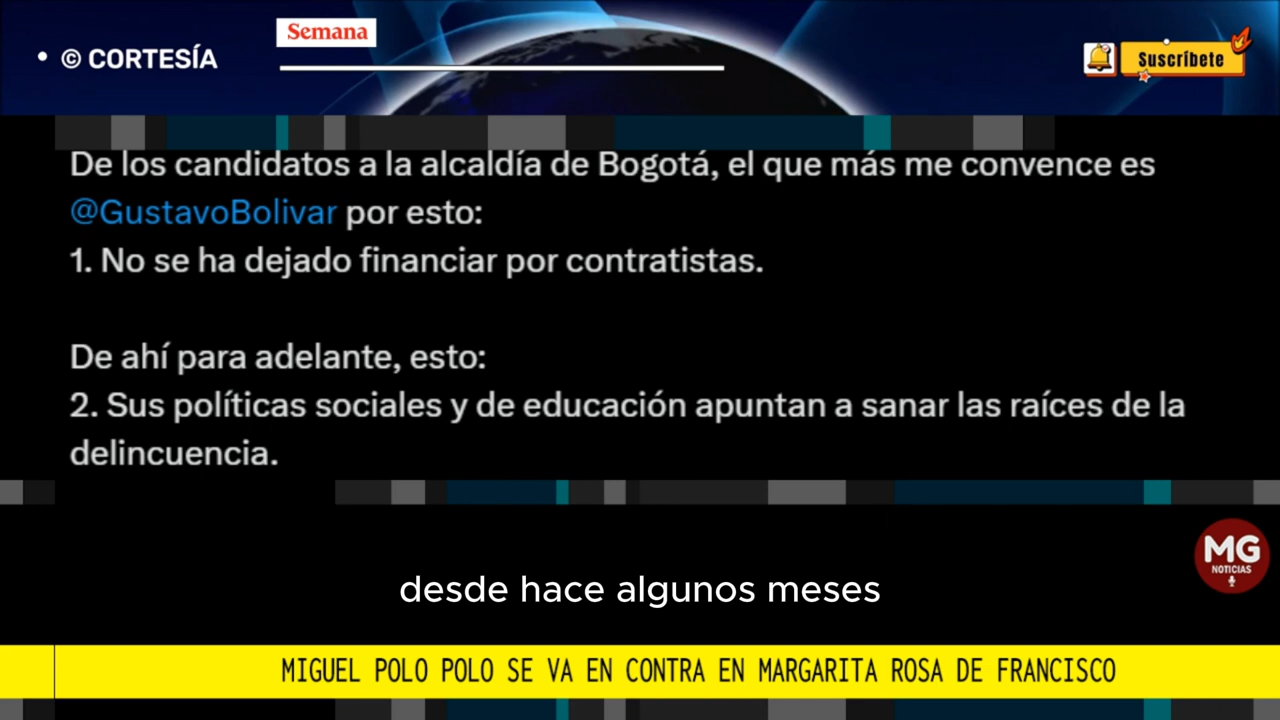 • © CORTESÍA
Semana
Suscríbete
De los candidatos a la alcaldía de Bogotá, el que más me convence es
@GustavoBolivar por esto:
1. No se ha dejado financiar por contratistas.
De ahí para adelante, esto:
2. Sus políticas sociales y de educación apuntan a sanar las raíces de la
delincuencia.
MG
NOTICIAS
desde hace algunos meses
MIGUEL POLO POLO SE VA EN CONTRA EN MARGARITA ROSA DE FRANCISCO